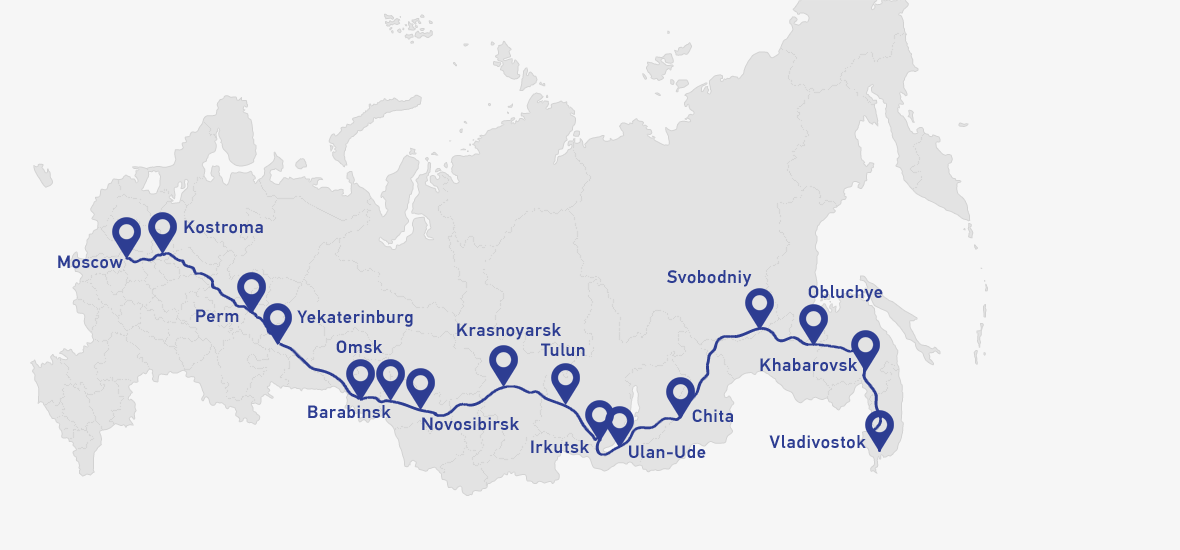 Moscow
Kostroma
Perm
Yekaterinburg
Omsk
Barabinsk
Novosibirsk
Krasnoyarsk
Tulun
Irkutsk
Ulan-Ude
Chita
Svobodniy
Obluchye
Khabarovsk
Vladivostok